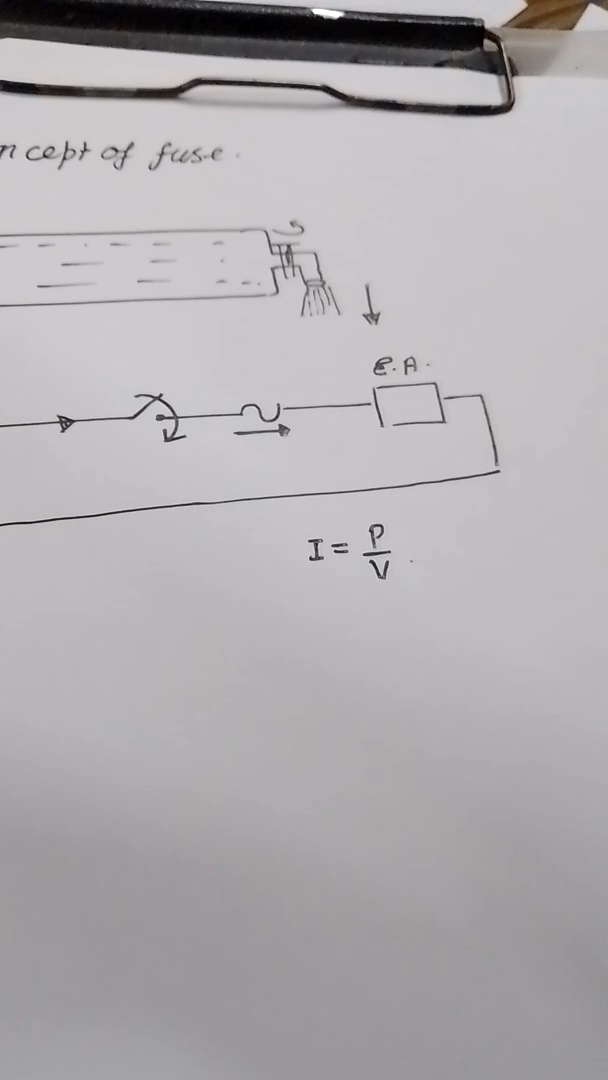 ncept of fuse.
E.A.
I = P/V .